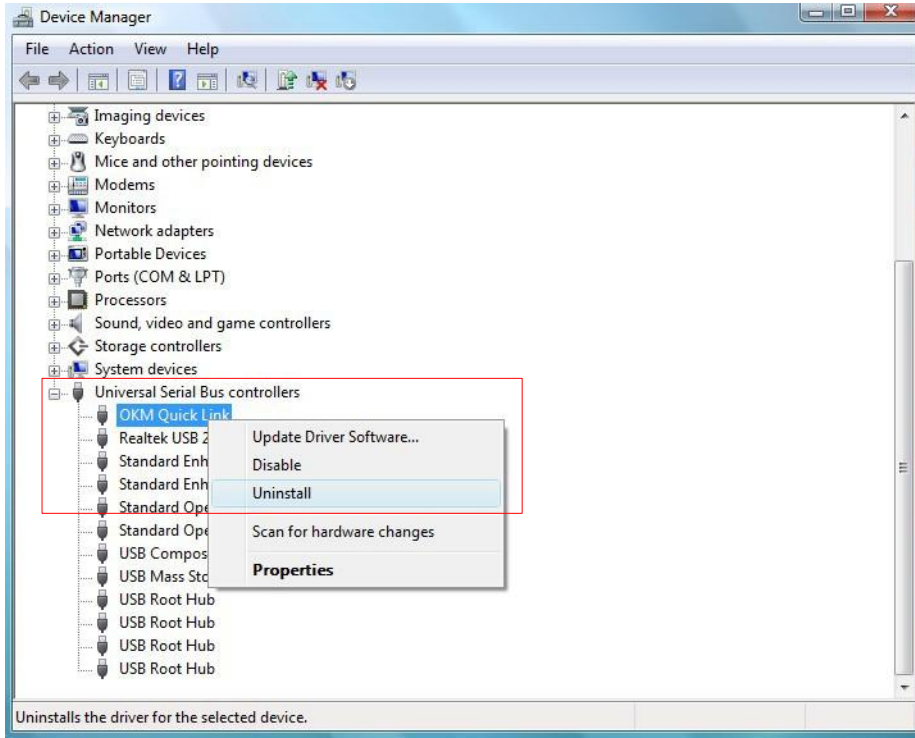 Device Manager
File Action View Help
Imaging devices
Keyboards
Mice and other pointing devices
Modems
Monitors
Network adapters
Portable Devices
Ports (COM & LPT)
Processors
Sound, video and game controllers
Storage controllers
System devices
Universal Serial Bus controllers
OKM Quick Link
Realtek USB 2
Standard Enh
Standard Enh
Standard Ope
Standard Ope
USB Compos
USB Mass Sto
USB Root Hub
USB Root Hub
USB Root Hub
USB Root Hub
Update Driver Software...
Disable
Uninstall
Scan for hardware changes
Properties
Uninstalls the driver for the selected device.